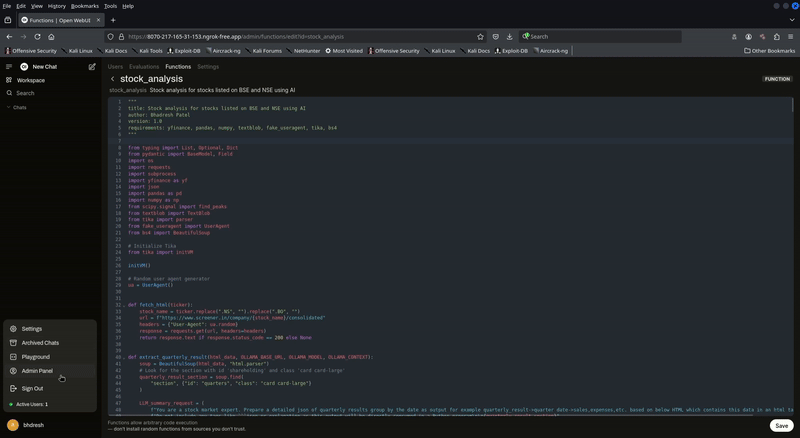 File Edit View History Bookmarks Tools Help
Functions | Open WebUI
https://8070-217-165-31-153.ngrok-free.app/admin/functions/edit?id=stock_analysis
Search
Offensive Security Kali Linux Kali Docs Kali Tools Exploit-DB Aircrack-ng Kali Forums NetHunter Most Visited Offensive Security Kali Linux Kali Docs Exploit-DB Aircrack-ng Other Bookmarks
New Chat
Workspace
Search
Chats
Users Evaluations Functions Settings
stock_analysis
FUNCTION
stock_analysis Stock analysis for stocks listed on BSE and NSE using AI
1 """
2 title: Stock analysis for stocks listed on BSE and NSE using AI
3 author: Bhadresh Patel
4 version: 1.0
5 requirements: yfinance, pandas, numpy, textblob, fake_useragent, tika, bs4
6 """
7
8 from typing import List, Optional, Dict
9 from pydantic import BaseModel, Field
10 import os
11 import requests
12 import subprocess
13 import yfinance as yf
14 import json
15 import pandas as pd
16 import numpy as np
17 from scipy.signal import find_peaks
18 from textblob import TextBlob
19 from tika import parser
20 from fake_useragent import UserAgent
21 from bs4 import BeautifulSoup
22
23 # Initialize Tika
24 from tika import initVM
25
26 initVM()
27
28 # Random user agent generator
29 ua = UserAgent()
30
31
32 def fetch_html(ticker):
33 stock_name = ticker.replace(".NS", "").replace(".BO", "")
34 url = f"https://www.screener.in/company/{stock_name}/consolidated"
35 headers = {"User-Agent": ua.random}
36 response = requests.get(url, headers=headers)
37 return response.text if response.status_code == 200 else None
38
39
40 def extract_quarterly_result(html_data, OLLAMA_BASE_URL, OLLAMA_MODEL, OLLAMA_CONTEXT):
41 soup = BeautifulSoup(html_data, "html.parser")
42 # Look for the section with id 'shareholding' and class 'card card-large'
43 quarterly_result_section = soup.find(
44 "section", {"id": "quarters", "class": "card card-large"}
45 )
46
47 LLM_summary_request = (
48 f"You are a stock market expert. Prepare a detailed json of quarterly results group by the date as output for example quarterly_result->quarter date->sales,expenses,etc. based on below HTML which contains this data in an html ta
Settings
Archived Chats
Playground
Admin Panel
Sign Out
Active Users: 1
bhdresh
Functions allow arbitrary code execution
— don't install random functions from sources you don't trust.
Save